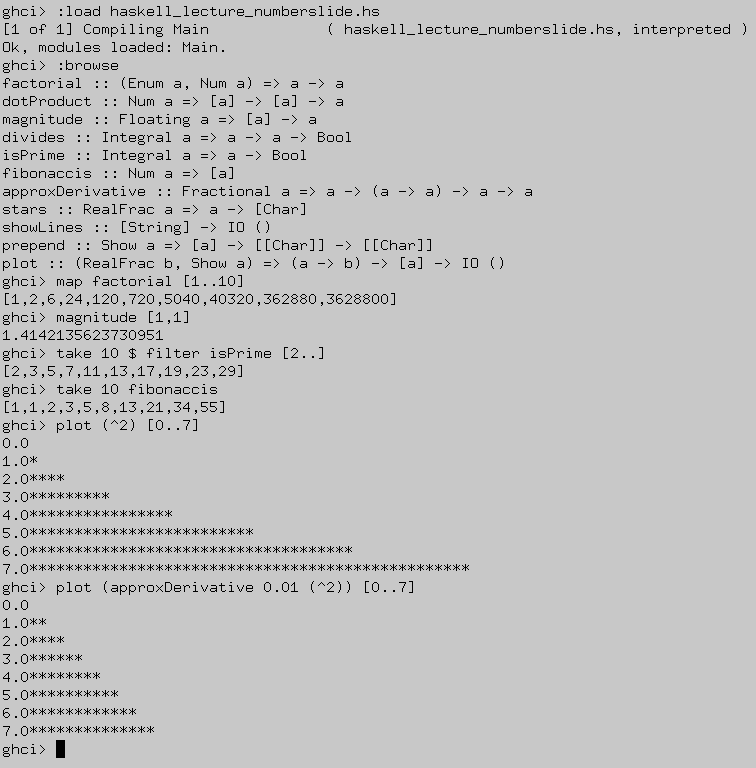 ghci> :load haskell_lecture_numberslide.hs
[1 of 1] Compiling Main             ( haskell_lecture_numberslide.hs, interpreted )
Ok, modules loaded: Main.
ghci> :browse
factorial :: (Enum a, Num a) => a -> a
dotProduct :: Num a => [a] -> [a] -> a
magnitude :: Floating a => [a] -> a
divides :: Integral a => a -> a -> Bool
isPrime :: Integral a => a -> Bool
fibonaccis :: Num a => [a]
approxDerivative :: Fractional a => a -> (a -> a) -> a -> a
stars :: RealFrac a => a -> [Char]
showLines :: [String] -> IO ()
prepend :: Show a => [a] -> [[Char]] -> [[Char]]
plot :: (RealFrac b, Show a) => (a -> b) -> [a] -> IO ()
ghci> map factorial [1..10]
[1,2,6,24,120,720,5040,40320,362880,3628800]
ghci> magnitude [1,1]
1.4142135623730951
ghci> take 10 $ filter isPrime [2..]
[2,3,5,7,11,13,17,19,23,29]
ghci> take 10 fibonaccis
[1,1,2,3,5,8,13,21,34,55]
ghci> plot (^2) [0..7]
0.0
1.0*
2.0****
3.0*********
4.0****************
5.0*************************
6.0************************************
7.0*************************************************
ghci> plot (approxDerivative 0.01 (^2)) [0..7]
0.0
1.0**
2.0****
3.0******
4.0********
5.0**********
6.0************
7.0**************
ghci>